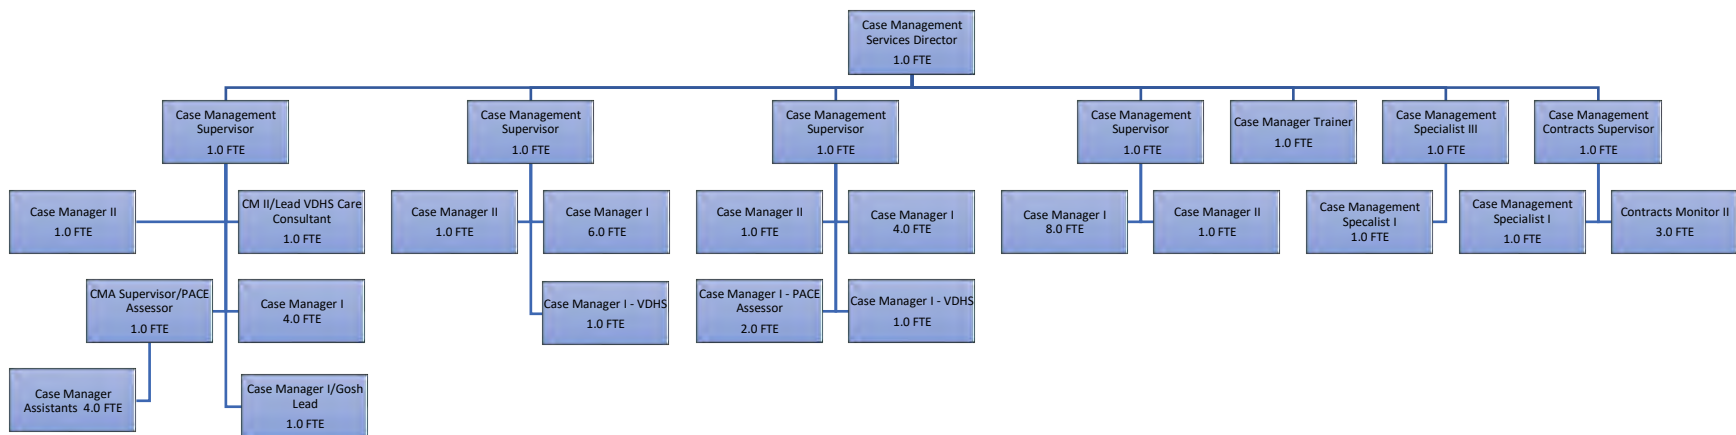 Case Management
Services Director
1.0 FTE
Case Management
Supervisor
1.0 FTE
Case Management
Supervisor
1.0 FTE
Case Management
Supervisor
1.0 FTE
Case Management
Supervisor
1.0 FTE
Case Manager Trainer
1.0 FTE
Case Management
Specialist III
1.0 FTE
Case Management
Contracts Supervisor
1.0 FTE
Case Manager II
1.0 FTE
CM II/Lead VDHS Care
Consultant
1.0 FTE
Case Manager II
1.0 FTE
Case Manager I
6.0 FTE
Case Manager II
1.0 FTE
Case Manager I
4.0 FTE
Case Manager I
8.0 FTE
Case Manager II
1.0 FTE
Case Management
Specalist I
1.0 FTE
Case Management
Specialist I
1.0 FTE
Contracts Monitor II
3.0 FTE
CMA Supervisor/PACE
Assessor
1.0 FTE
Case Manager I
4.0 FTE
Case Manager I - VDHS
1.0 FTE
Case Manager I - PACE
Assessor
2.0 FTE
Case Manager I - VDHS
1.0 FTE
Case Manager
Assistants 4.0 FTE
Case Manager I/Gosh
Lead
1.0 FTE